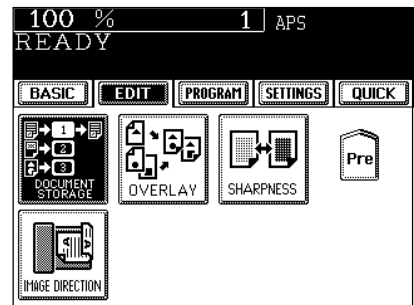 100 % 1 APS
READY
BASIC EDIT PROGRAM SETTINGS QUICK
1
2
3
DOCUMENT
STORAGE
OVERLAY
SHARPNESS
Pre
A
IMAGE DIRECTION